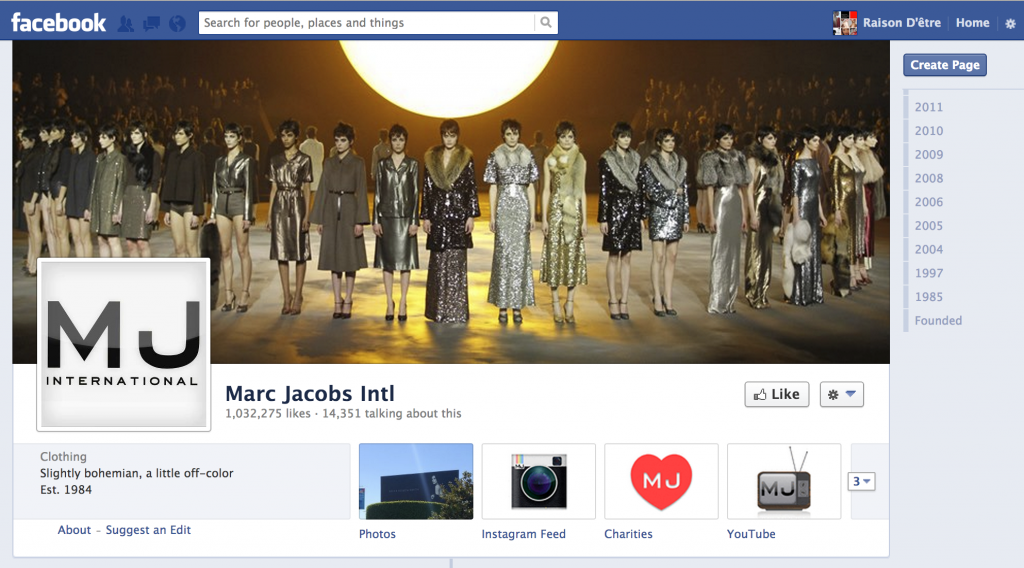 facebook
Search for people, places and things
Raison D'être
Home
Create Page
2011
2010
2009
2008
2006
2005
2004
1997
1985
Founded
MJ
INTERNATIONAL
Marc Jacobs Intl
1,032,275 likes · 14,351 talking about this
Like
Clothing
Slightly bohemian, a little off-color
Est. 1984
About – Suggest an Edit
MJ
MJ
3
Photos
Instagram Feed
Charities
YouTube